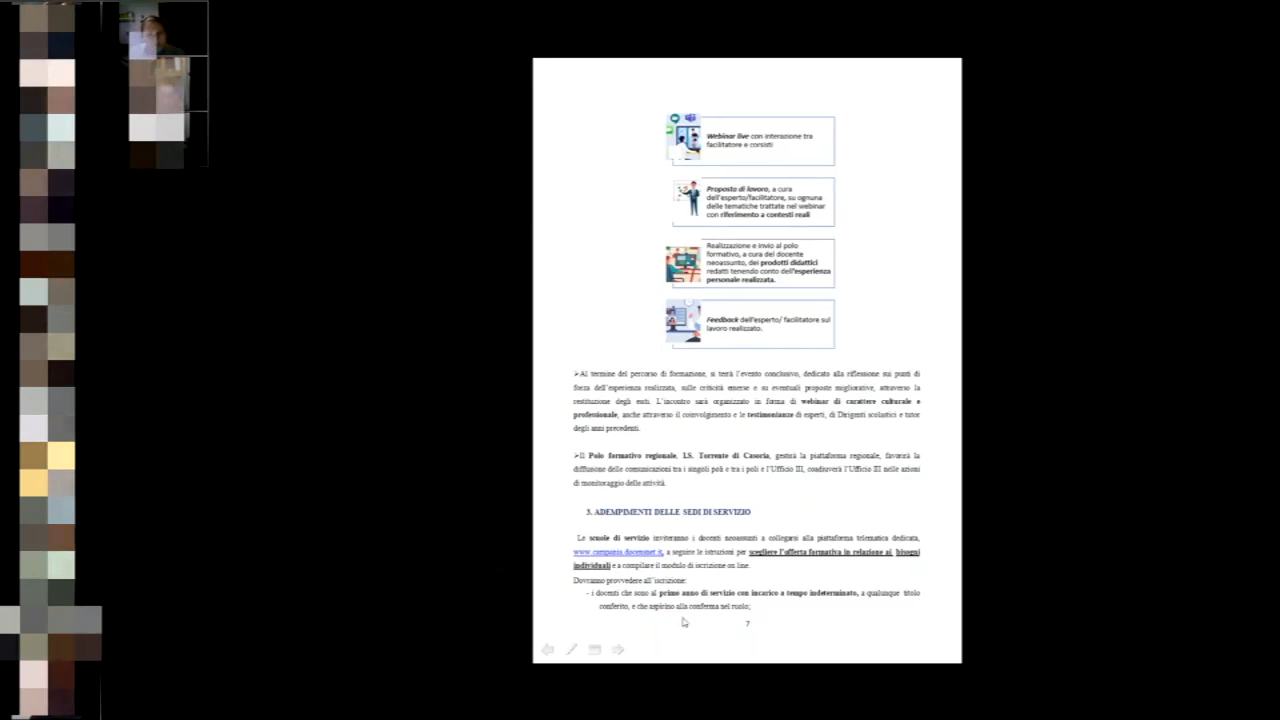 Webinar live con interazione tra
facilitatore e corsisti
Proposta di lavoro, a cura
dell'esperto/facilitatore, su ognuna
delle tematiche trattate nel webinar
con riferimento a contesti reali
Realizzazione e invio al polo
formativo, a cura del docente
neoassunto, dei prodotti didattici
redatti tenendo conto dell'esperienza
personale realizzata.
Feedback dell'esperto/ facilitatore sul
lavoro realizzato.
➢Al termine del percorso di formazione, si terrà l'evento conclusivo, dedicato alla riflessione sui punti di
forza dell'esperienza realizzata, sulle criticità emerse e su eventuali proposte migliorative, attraverso la
restituzione degli esiti. L'incontro sarà organizzato in forma di webinar di carattere culturale e
professionale, anche attraverso il coinvolgimento e le testimonianze di esperti, di Dirigenti scolastici e tutor
degli anni precedenti.
➢Il Polo formativo regionale, I.S. Torrente di Casoria, gestirà la piattaforma regionale, favorirà la
diffusione delle comunicazioni tra i singoli poli e tra i poli e l'Ufficio III, coadiuverà l'Ufficio III nelle azioni
di monitoraggio delle attività.
3. ADEMPIMENTI DELLE SEDI DI SERVIZIO
Le scuole di servizio inviteranno i docenti neoassunti a collegarsi alla piattaforma telematica dedicata,
www.campania.docensnet.it, a seguire le istruzioni per scegliere l'offerta formativa in relazione ai bisogni
individuali e a compilare il modulo di iscrizione on line.
Dovranno provvedere all'iscrizione:
- i docenti che sono al primo anno di servizio con incarico a tempo indeterminato, a qualunque titolo
conferito, e che aspirino alla conferma nel ruolo;
7